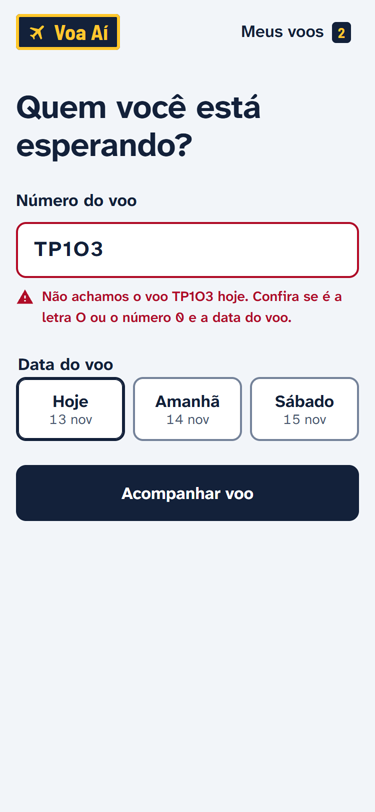 Voa Aí
Meus voos 2
Quem você está
esperando?
Número do voo
TP1O3
Não achamos o voo TP1O3 hoje. Confira se é a
letra O ou o número 0 e a data do voo.
Data do voo
Hoje
13 nov
Amanhã
14 nov
Sábado
15 nov
Acompanhar voo